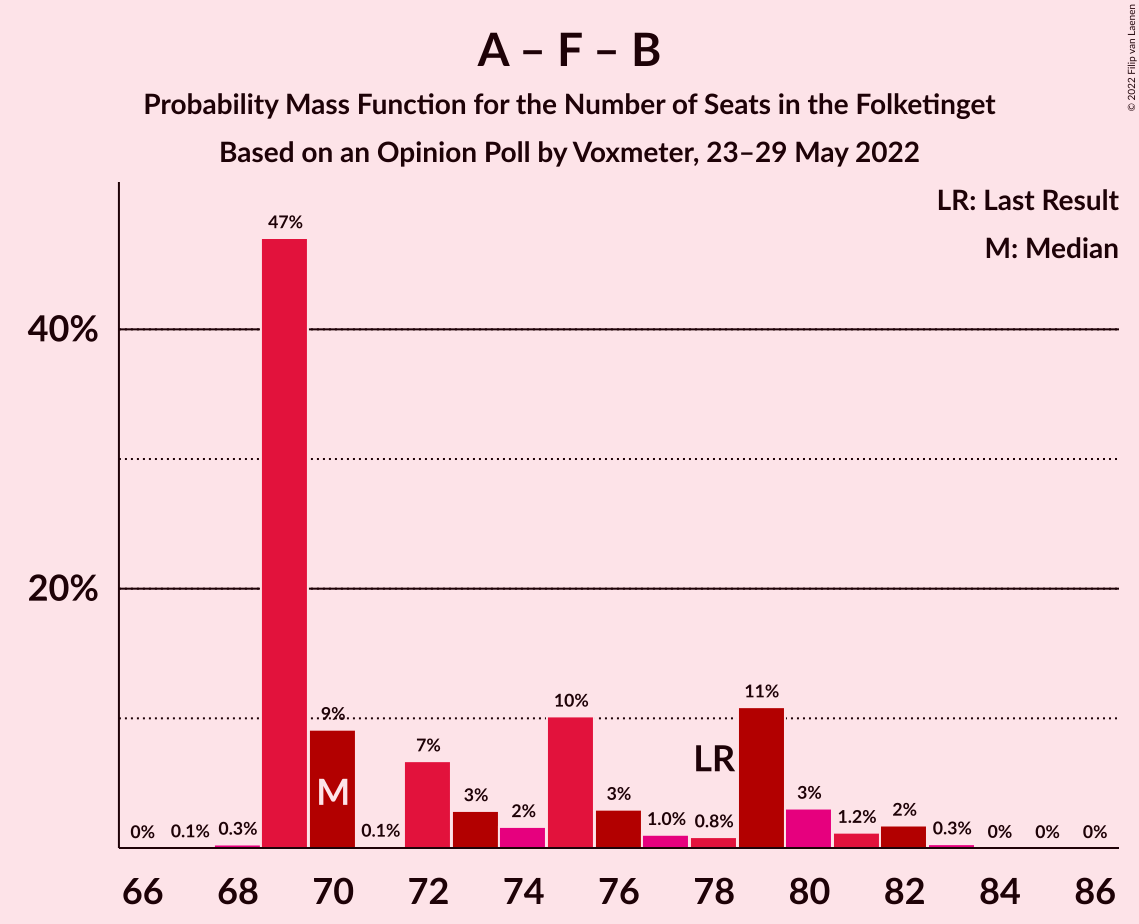 A – F – B
Probability Mass Function for the Number of Seats in the Folketinget
Based on an Opinion Poll by Voxmeter, 23–29 May 2022
© 2022 Filip van Laenen
LR: Last Result
M: Median
40%
20%
0%
0.1%
0.3%
47%
9%
0.1%
7%
3%
2%
10%
3%
1.0%
0.8%
11%
3%
1.2%
2%
0.3%
0%
0%
0%
M
LR
66 68 70 72 74 76 78 80 82 84 86